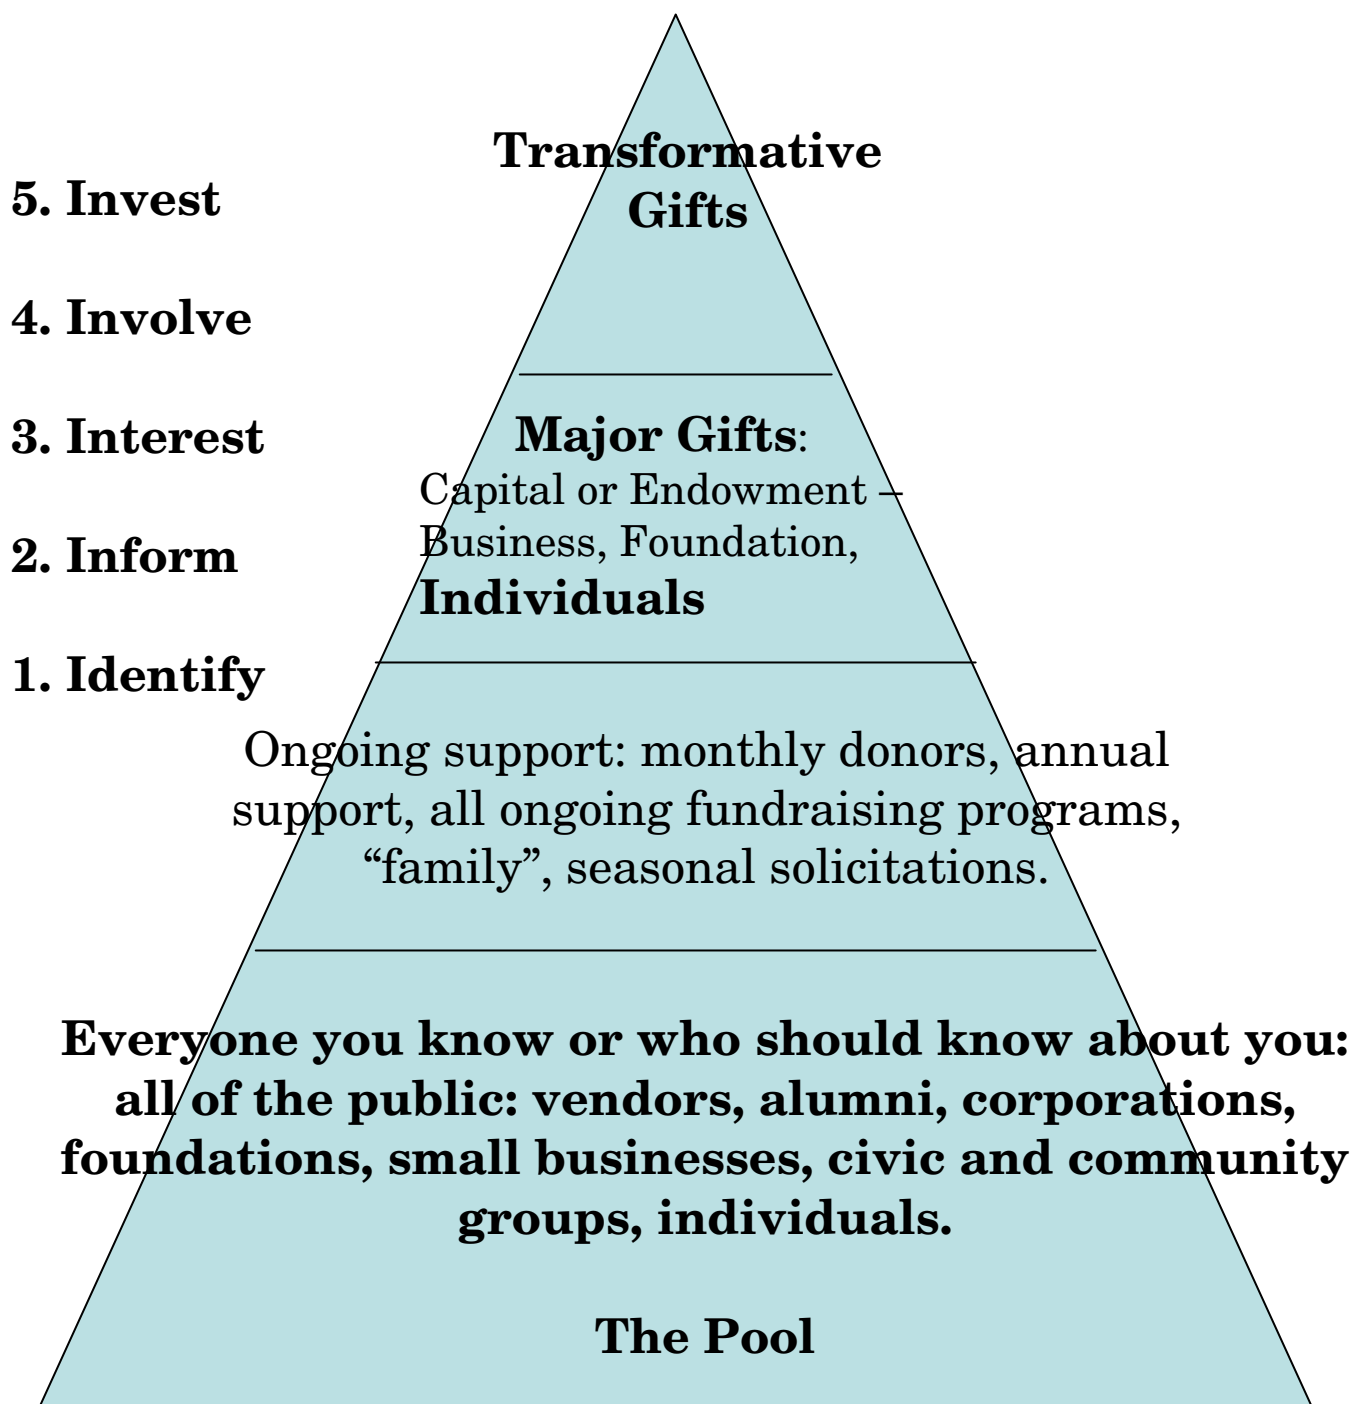 Transformative
Gifts
5. Invest
4. Involve
3. Interest
2. Inform
1. Identify
Major Gifts:
Capital or Endowment –
Business, Foundation,
Individuals
Ongoing support: monthly donors, annual
support, all ongoing fundraising programs,
“family”, seasonal solicitations.
Everyone you know or who should know about you:
all of the public: vendors, alumni, corporations,
foundations, small businesses, civic and community
groups, individuals.
The Pool